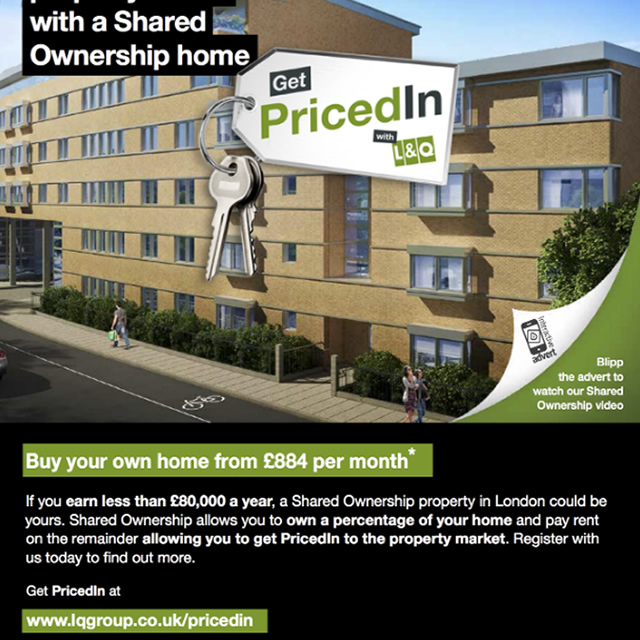 with a Shared
Ownership home
Get
PricedIn
with
L&Q
Interactive
advert
Blipp
the advert to
watch our Shared
Ownership video
Buy your own home from £884 per month*
If you earn less than £80,000 a year, a Shared Ownership property in London could be
yours. Shared Ownership allows you to own a percentage of your home and pay rent
on the remainder allowing you to get PricedIn to the property market. Register with
us today to find out more.
Get PricedIn at
www.lqgroup.co.uk/pricedin